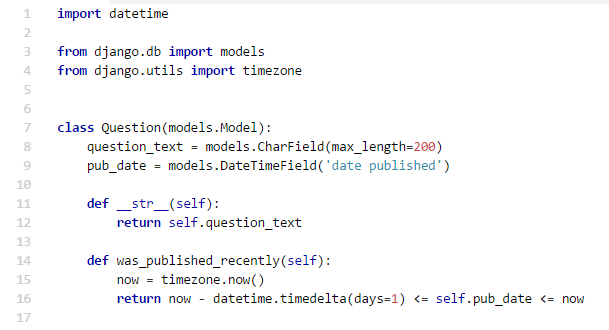 1 import datetime
2
3 from django.db import models
4 from django.utils import timezone
5
6
7 class Question(models.Model):
8     question_text = models.CharField(max_length=200)
9     pub_date = models.DateTimeField('date published')
10
11     def __str__(self):
12         return self.question_text
13
14     def was_published_recently(self):
15         now = timezone.now()
16         return now - datetime.timedelta(days=1) <= self.pub_date <= now
17